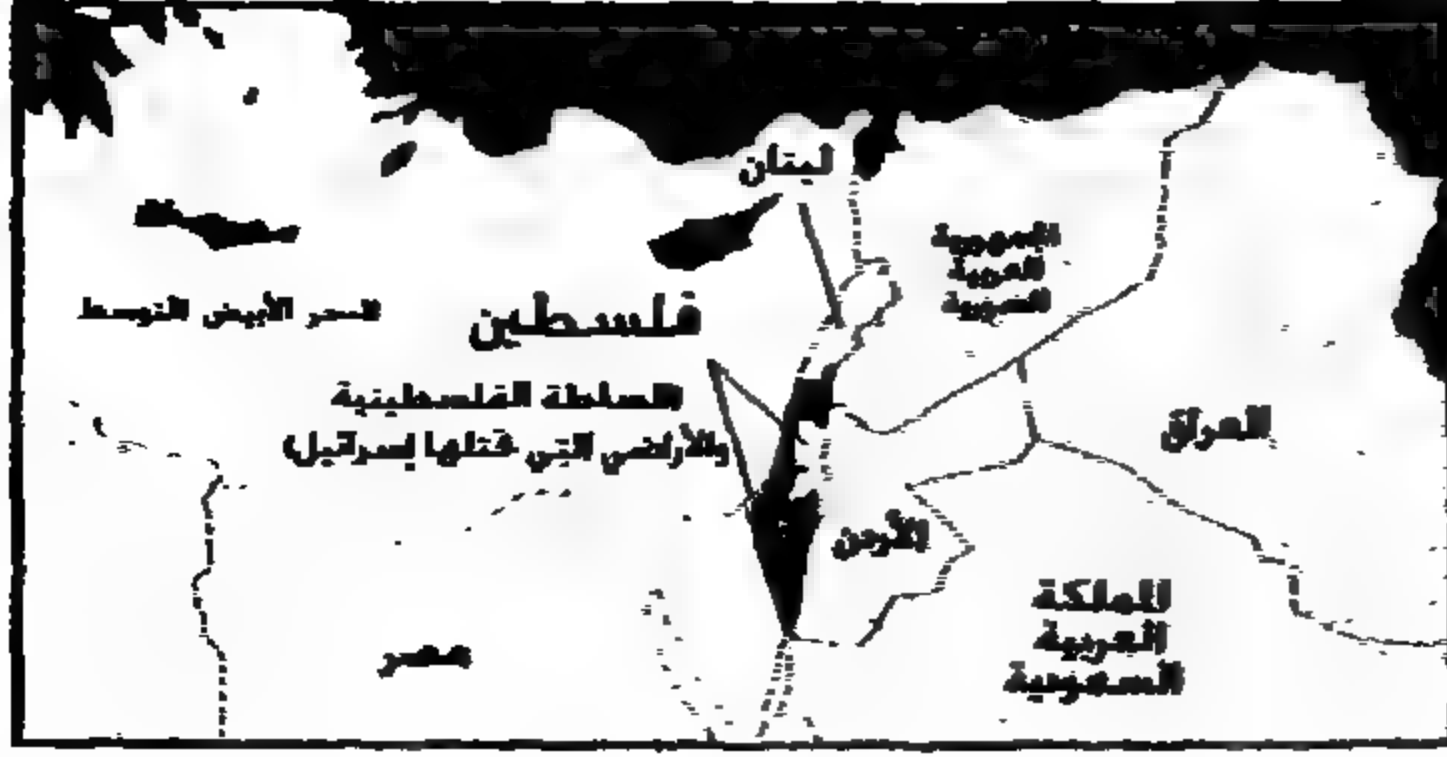 لبنان
الجمهورية
العربية
السورية
البحر الأبيض المتوسط
فلسطين
السلطة الفلسطينية
والأراضي التي تحتلها إسرائيل)
العراق
الأردن
المملكة
العربية
السعودية
مصر